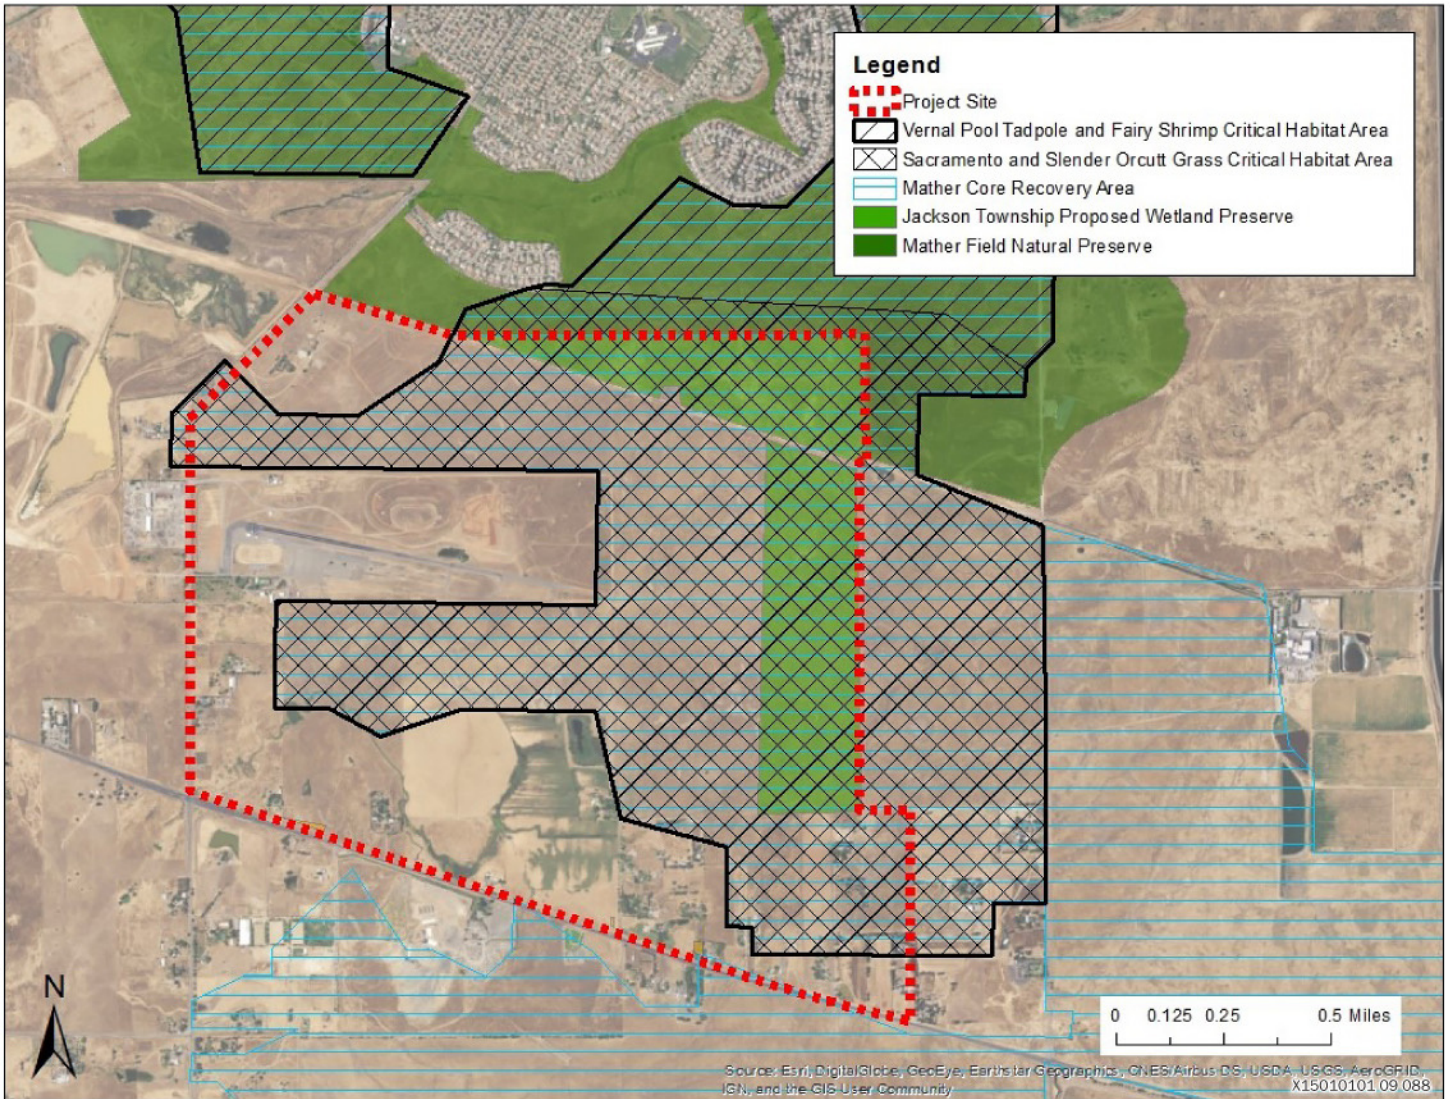 Legend
Project Site
Vernal Pool Tadpole and Fairy Shrimp Critical Habitat Area
Sacramento and Slender Orcutt Grass Critical Habitat Area
Mather Core Recovery Area
Jackson Township Proposed Wetland Preserve
Mather Field Natural Preserve
N
0 0.125 0.25 0.5 Miles
Source: Esri, DigitalGlobe, GeoEye, Earthstar Geographics, CNES/Airbus DS, USDA, USGS, AeroGRID,
IGN, and the GIS User Community
X15010101 09 088